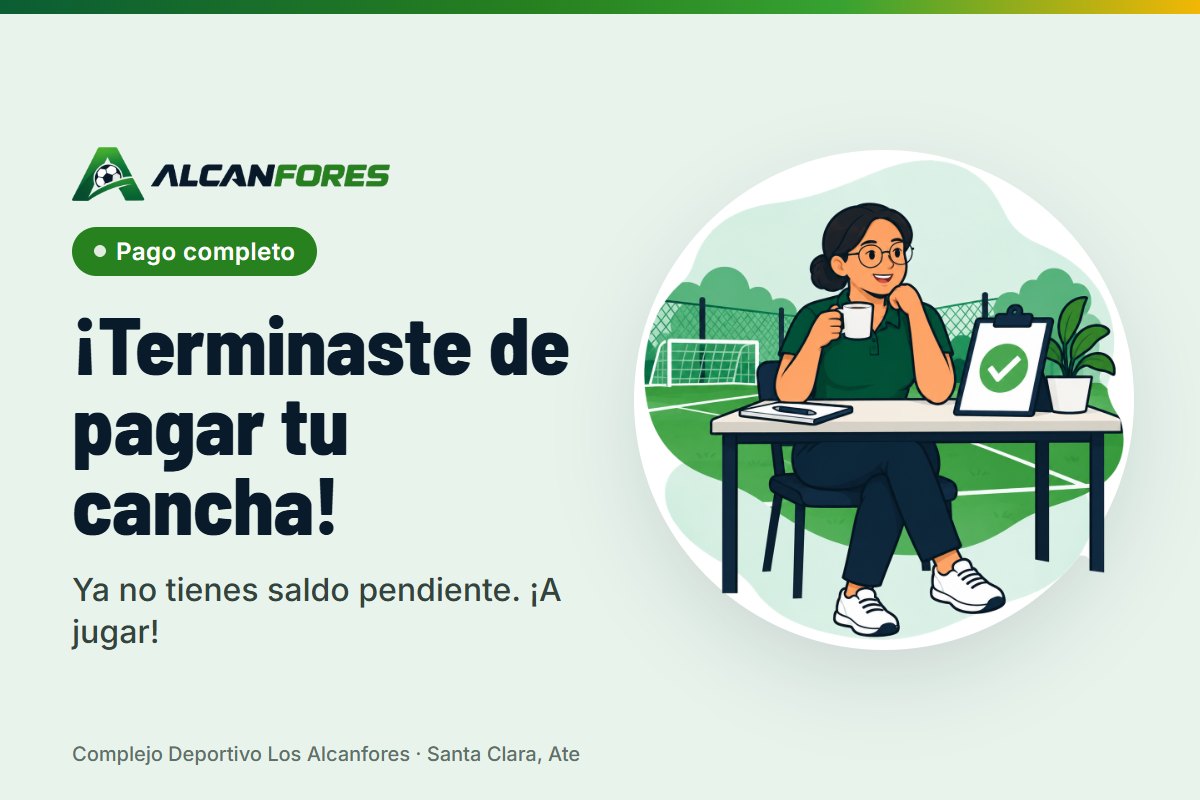 ALCANFORES
Pago completo
¡Terminaste de
pagar tu
cancha!
Ya no tienes saldo pendiente. ¡A
jugar!
Complejo Deportivo Los Alcanfores · Santa Clara, Ate